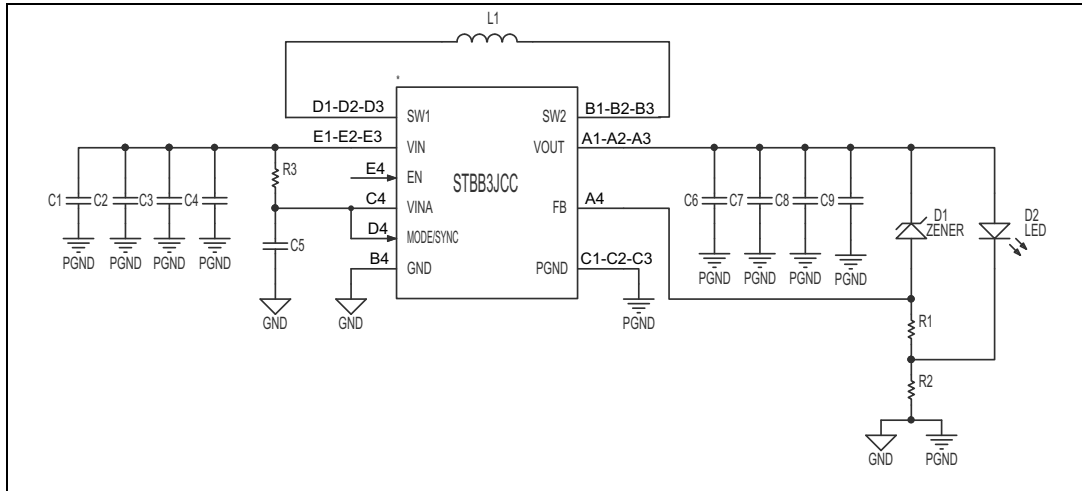 L1
*
D1-D2-D3
SW1
SW2
B1-B2-B3
E1-E2-E3
VIN
VOUT
A1-A2-A3
R3
E4
EN
STBB3JCC
C1
C2
C3
C4
C4
VINA
FB
A4
C6
C7
C8
C9
D1
ZENER
D2
LED
D4
MODE/SYNC
C5
B4
GND
PGND
C1-C2-C3
PGND
PGND
PGND
PGND
PGND
PGND
PGND
PGND
GND
GND
PGND
R1
R2
GND
PGND